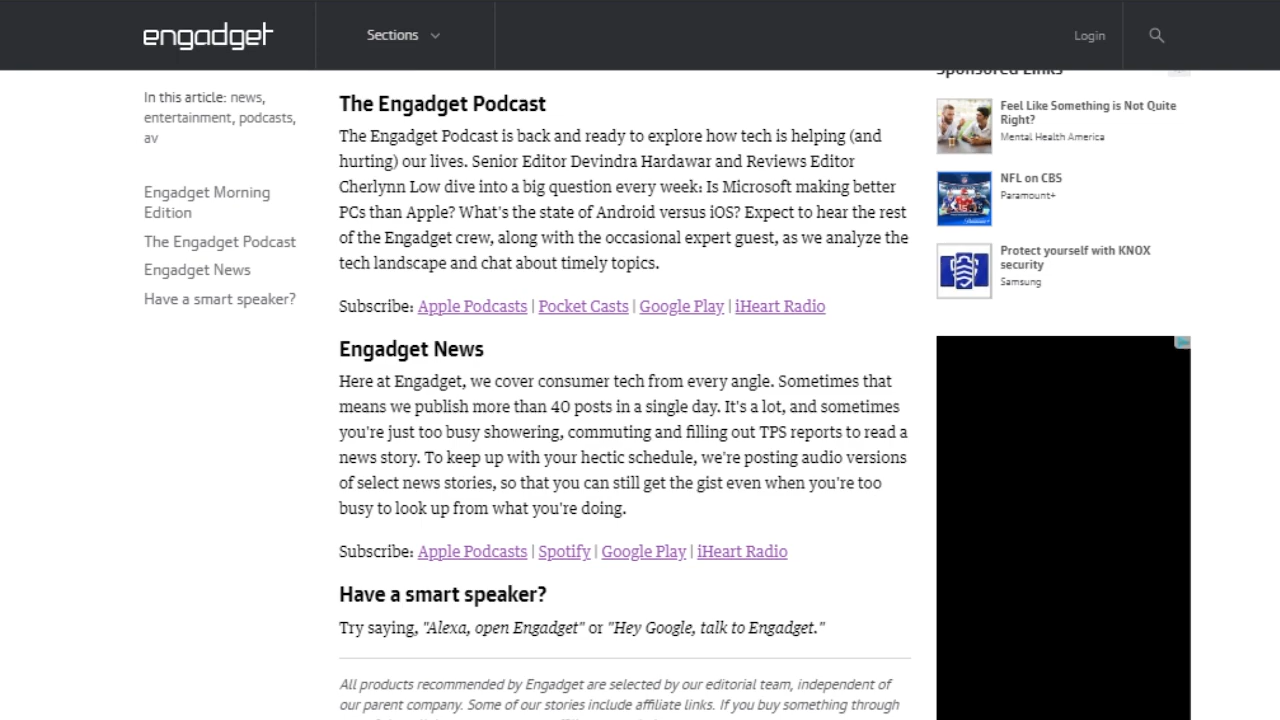 engadget
Sections
Login
In this article: news,
entertainment, podcasts,
av
Engadget Morning
Edition
The Engadget Podcast
Engadget News
Have a smart speaker?
The Engadget Podcast
The Engadget Podcast is back and ready to explore how tech is helping (and
hurting) our lives. Senior Editor Devindra Hardawar and Reviews Editor
Cherlynn Low dive into a big question every week: Is Microsoft making better
PCs than Apple? What's the state of Android versus iOS? Expect to hear the rest
of the Engadget crew, along with the occasional expert guest, as we analyze the
tech landscape and chat about timely topics.
Subscribe: Apple Podcasts | Pocket Casts | Google Play | iHeart Radio
Engadget News
Here at Engadget, we cover consumer tech from every angle. Sometimes that
means we publish more than 40 posts in a single day. It's a lot, and sometimes
you're just too busy showering, commuting and filling out TPS reports to read a
news story. To keep up with your hectic schedule, we're posting audio versions
of select news stories, so that you can still get the gist even when you're too
busy to look up from what you're doing.
Subscribe: Apple Podcasts | Spotify | Google Play | iHeart Radio
Have a smart speaker?
Try saying, "Alexa, open Engadget" or "Hey Google, talk to Engadget."
All products recommended by Engadget are selected by our editorial team, independent of
our parent company. Some of our stories include affiliate links. If you buy something through
Sponsored Links
Feel Like Something is Not Quite
Right?
Mental Health America
NFL on CBS
Paramount+
Protect yourself with KNOX
security
Samsung